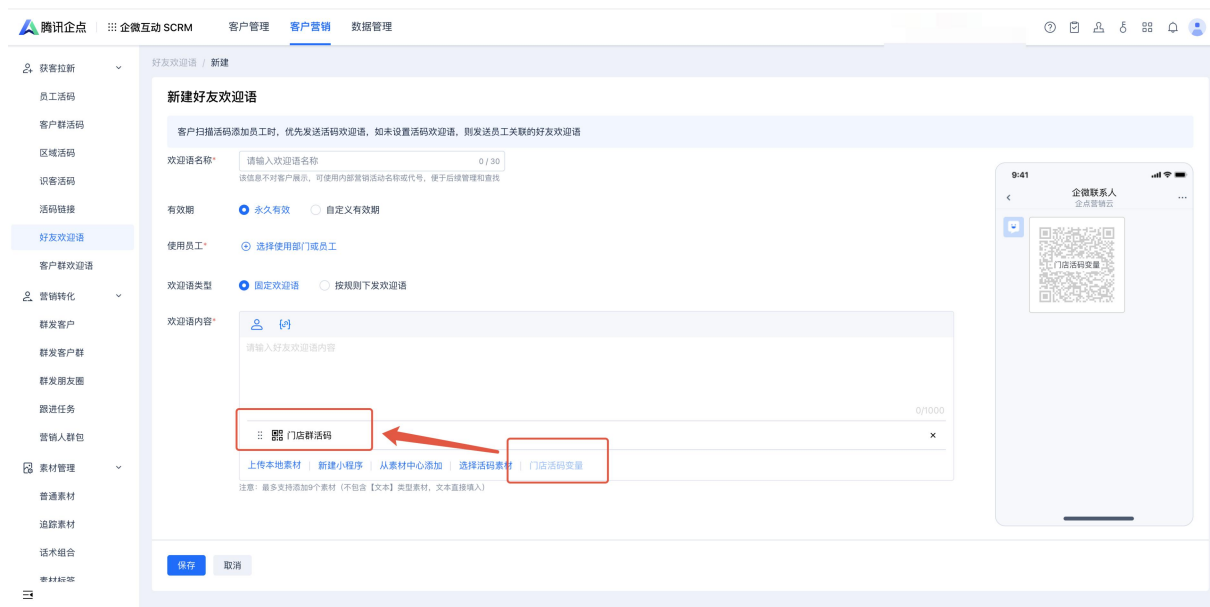 腾讯企点 企微互动 SCRM 客户管理 客户营销 数据管理
获客拉新
员工活码
客户群活码
区域活码
识客活码
活码链接
好友欢迎语
客户群欢迎语
营销转化
群发客户
群发客户群
群发朋友圈
跟进任务
营销人群包
素材管理
普通素材
追踪素材
话术组合
素材标签
好友欢迎语 / 新建
新建好友欢迎语
客户扫描活码添加员工时，优先发送活码欢迎语，如未设置活码欢迎语，则发送员工关联的好友欢迎语
欢迎语名称* 请输入欢迎语名称 0 / 30
该信息不对客户展示，可使用内部营销活动名称或代号，便于后续管理和查找
有效期 永久有效 自定义有效期
使用员工* 选择使用部门或员工
欢迎语类型 固定欢迎语 按规则下发欢迎语
欢迎语内容*
请输入好友欢迎语内容
0/1000
门店群活码 ×
上传本地素材 | 新建小程序 | 从素材中心添加 | 选择活码素材 | 门店活码变量
注意：最多支持添加9个素材（不包含【文本】类型素材，文本直接填入）
保存 取消
9:41
企微联系人
企点营销云
门店活码变量